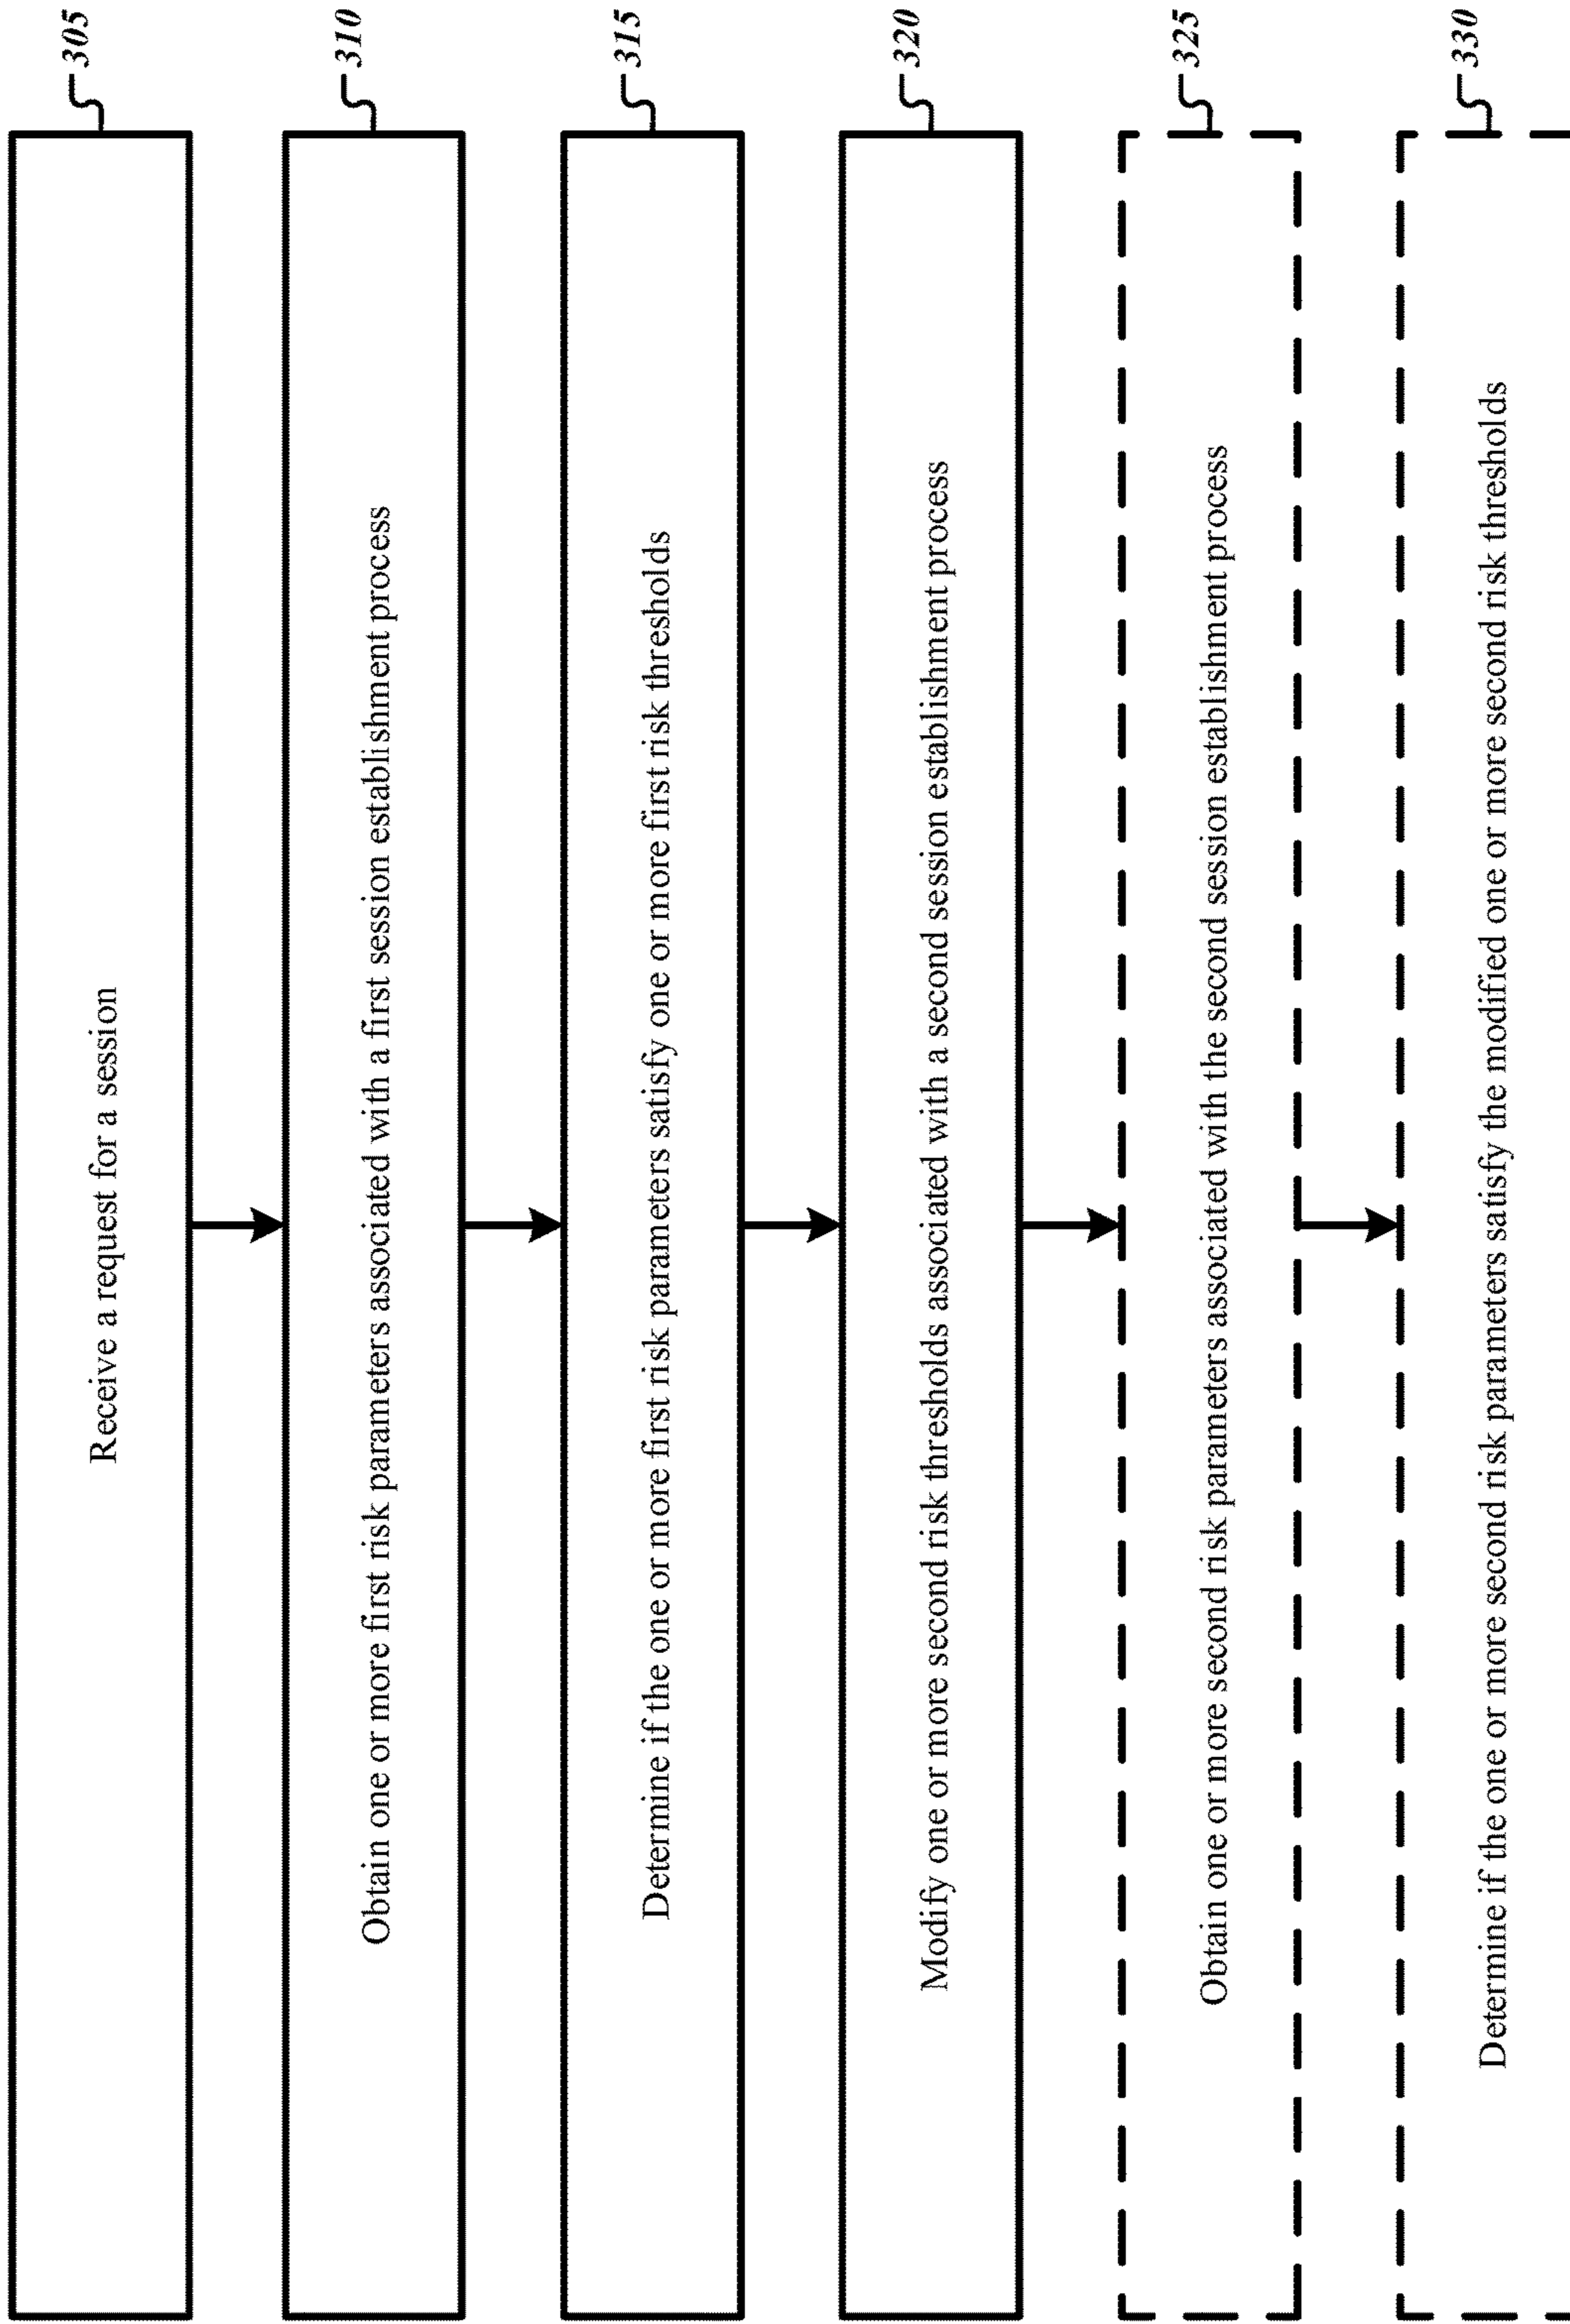 Receive a request for a session
305
Obtain one or more first risk parameters associated with a first session establishment process
310
Determine if the one or more first risk parameters satisfy one or more first risk thresholds
315
Modify one or more second risk thresholds associated with a second session establishment process
320
Obtain one or more second risk parameters associated with the second session establishment process
325
Determine if the one or more second risk parameters satisfy the modified one or more second risk thresholds
330